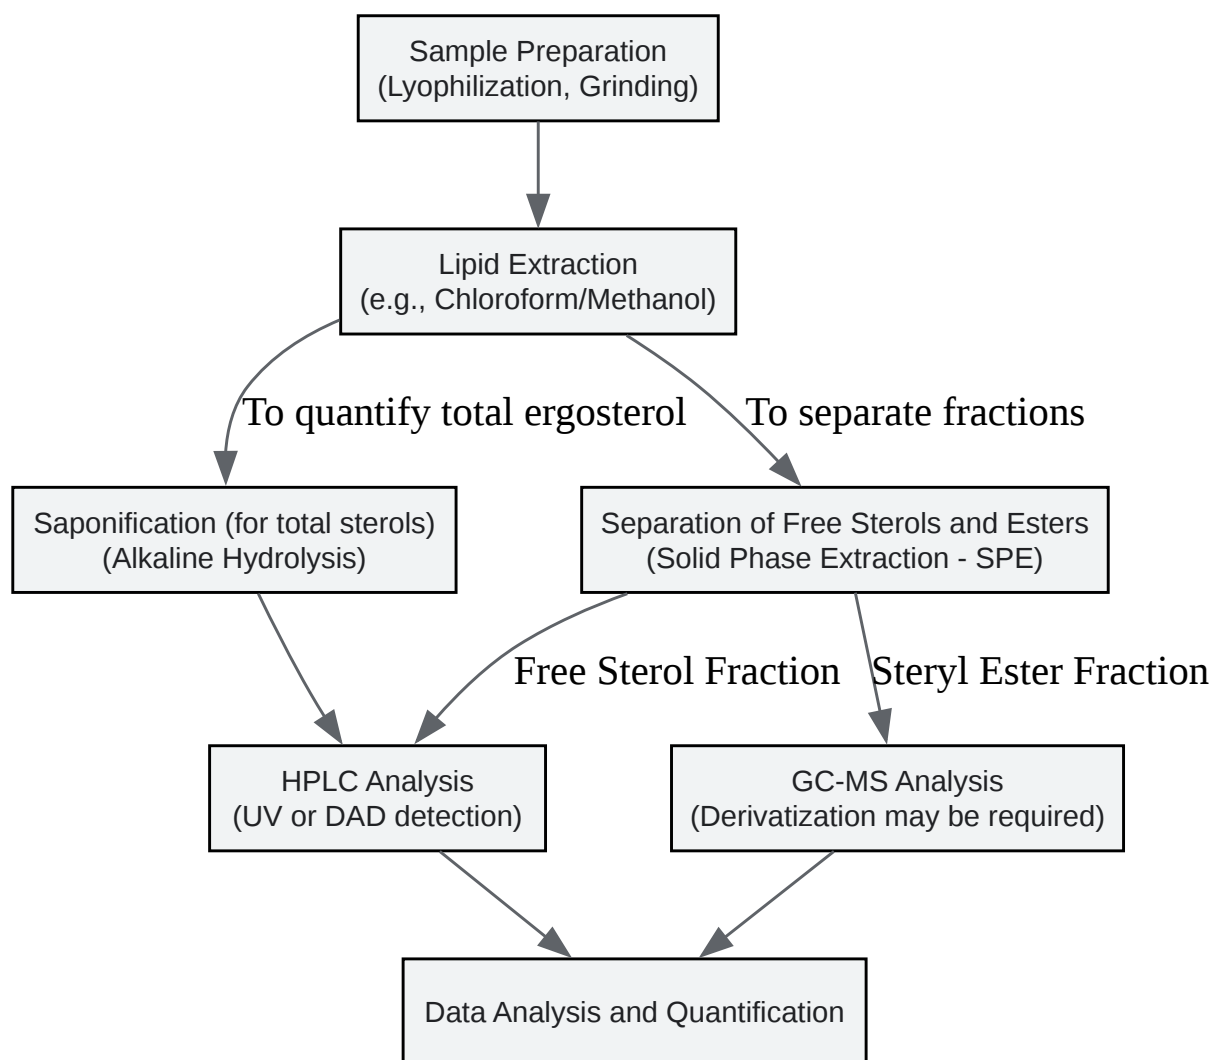 Sample Preparation
(Lyophilization, Grinding)
Lipid Extraction
(e.g., Chloroform/Methanol)
To quantify total ergosterol
To separate fractions
Saponification (for total sterols)
(Alkaline Hydrolysis)
Separation of Free Sterols and Esters
(Solid Phase Extraction - SPE)
Free Sterol Fraction
Steryl Ester Fraction
HPLC Analysis
(UV or DAD detection)
GC-MS Analysis
(Derivatization may be required)
Data Analysis and Quantification